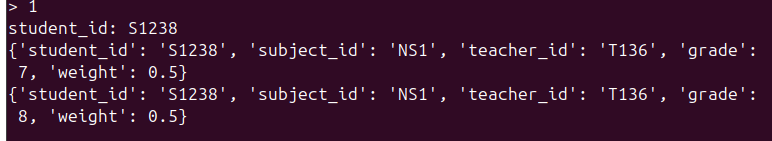 > 1
student_id: S1238
{'student_id': 'S1238', 'subject_id': 'NS1', 'teacher_id': 'T136', 'grade':
 7, 'weight': 0.5}
{'student_id': 'S1238', 'subject_id': 'NS1', 'teacher_id': 'T136', 'grade':
 8, 'weight': 0.5}